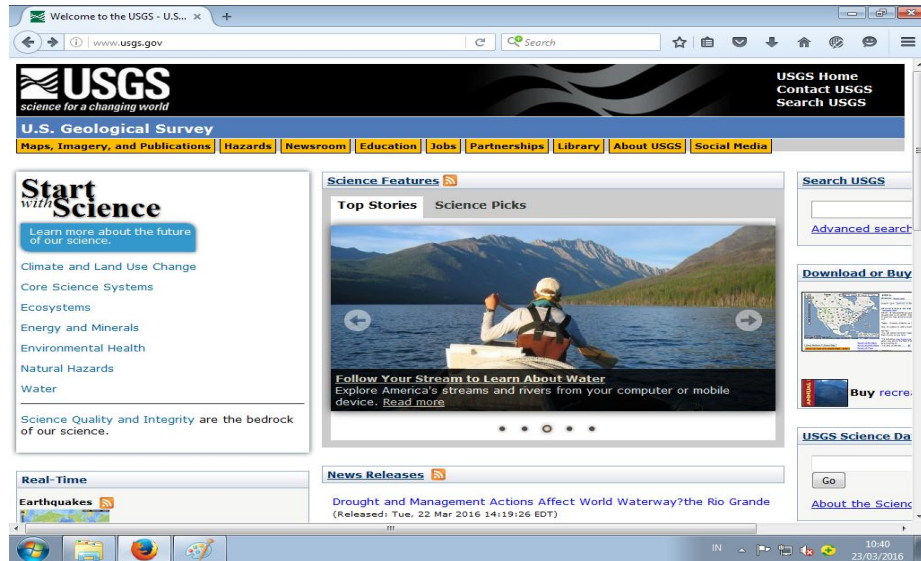 Welcome to the USGS - U.S...
www.usgs.gov
Search
USGS
science for a changing world
USGS Home
Contact USGS
Search USGS
U.S. Geological Survey
Maps, Imagery, and Publications Hazards Newsroom Education Jobs Partnerships Library About USGS Social Media
Start
with Science
Learn more about the future
of our science.
Climate and Land Use Change
Core Science Systems
Ecosystems
Energy and Minerals
Environmental Health
Natural Hazards
Water
Science Quality and Integrity are the bedrock
of our science.
Real-Time
Earthquakes
Science Features
Top Stories Science Picks
Follow Your Stream to Learn About Water
Explore America's streams and rivers from your computer or mobile
device. Read more
News Releases
Drought and Management Actions Affect World Waterway?the Rio Grande
(Released: Tue, 22 Mar 2016 14:19:26 EDT)
Search USGS
Advanced search
Download or Buy
ANNUAL
Buy recrea
USGS Science Da
Go
About the Scienc
IN
10:40
23/03/2016